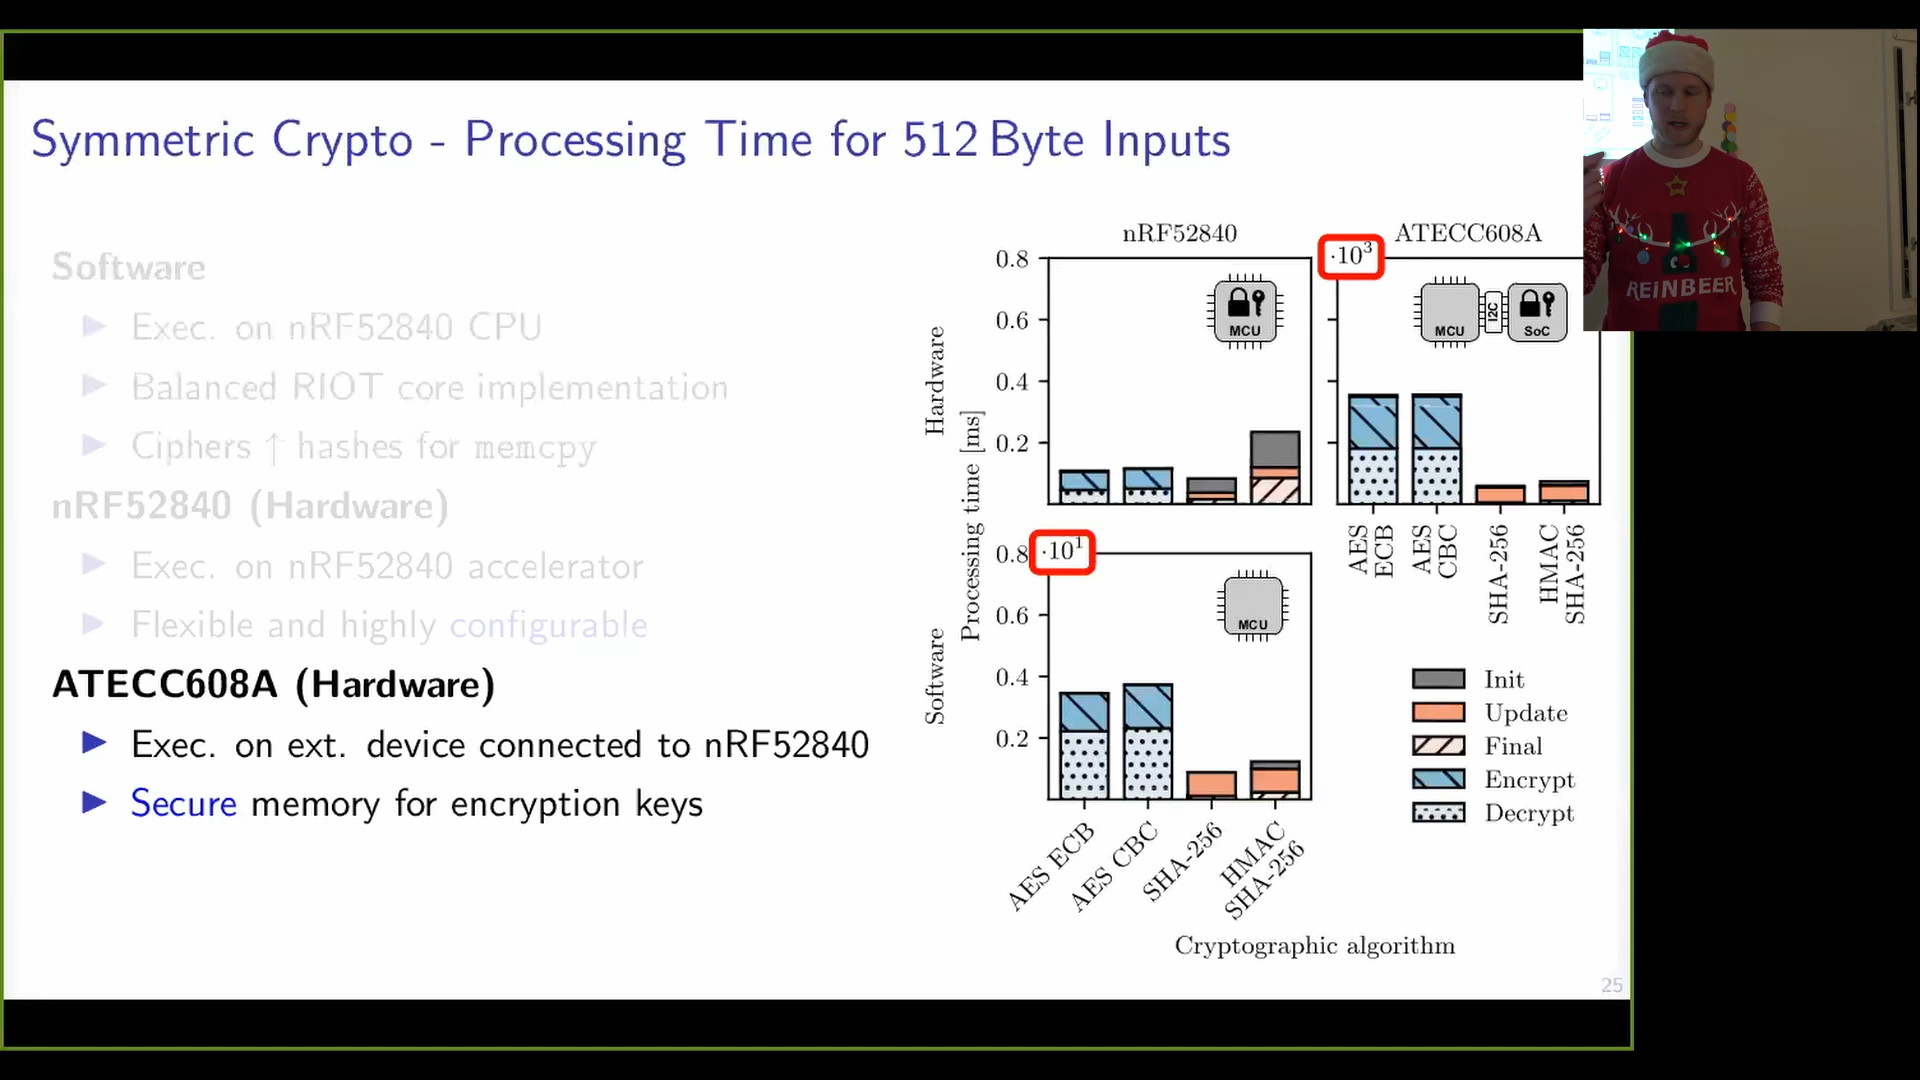 Symmetric Crypto - Processing Time for 512 Byte Inputs
Software
Exec. on nRF52840 CPU
Balanced RIOT core implementation
Ciphers ↑ hashes for memcpy
nRF52840 (Hardware)
Exec. on nRF52840 accelerator
Flexible and highly configurable
ATECC608A (Hardware)
Exec. on ext. device connected to nRF52840
Secure memory for encryption keys
nRF52840
ATECC608A
Hardware
Software
Processing time [ms]
0.8
0.6
0.4
0.2
MCU
·10³
MCU
I2C
SoC
AES
ECB
AES
CBC
SHA-256
HMAC
SHA-256
0.8
·10¹
0.6
0.4
0.2
MCU
AES ECB
AES CBC
SHA-256
HMAC
SHA-256
Init
Update
Final
Encrypt
Decrypt
Cryptographic algorithm
25
REINBEER